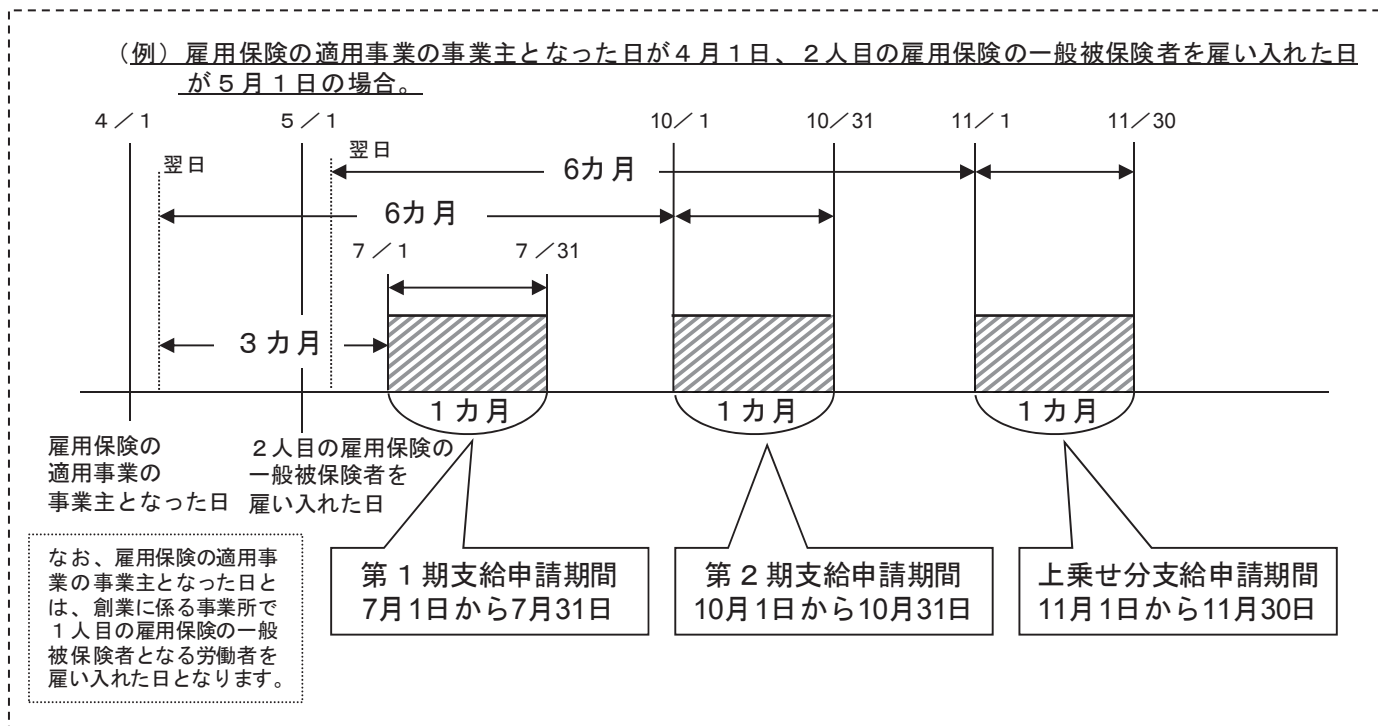 （例）雇用保険の適用事業の事業主となった日が４月１日、２人目の雇用保険の一般被保険者を雇い入れた日
が５月１日の場合。
４／１
５／１
10／１
10／31
11／１
11／30
翌日
翌日
６カ月
６カ月
７／１
７／31
３カ月
１カ月
１カ月
１カ月
雇用保険の
適用事業の
事業主となった日
２人目の雇用保険の
一般被保険者を
雇い入れた日
なお、雇用保険の適用事
業の事業主となった日と
は、創業に係る事業所で
１人目の雇用保険の一般
被保険者となる労働者を
雇い入れた日となります。
第１期支給申請期間
7月1日から7月31日
第２期支給申請期間
10月1日から10月31日
上乗せ分支給申請期間
11月1日から11月30日